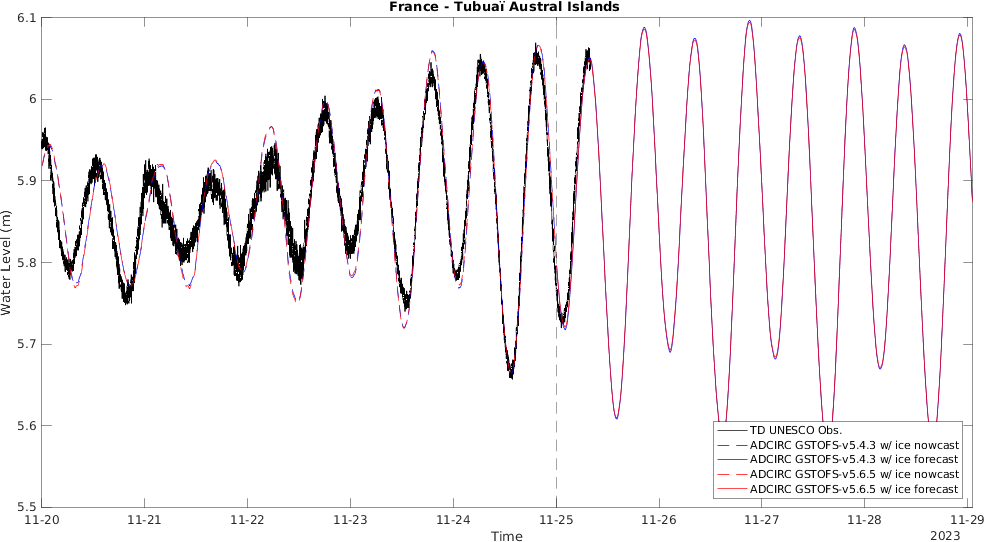 France - Tubuaï Austral Islands
6.1
6
5.9
5.8
5.7
5.6
5.5
Water Level (m)
TD UNESCO Obs.
ADCIRC GSTOFS-v5.4.3 w/ ice nowcast
ADCIRC GSTOFS-v5.4.3 w/ ice forecast
ADCIRC GSTOFS-v5.6.5 w/ ice nowcast
ADCIRC GSTOFS-v5.6.5 w/ ice forecast
11-20 11-21 11-22 11-23 11-24 11-25 11-26 11-27 11-28 11-29
Time 2023